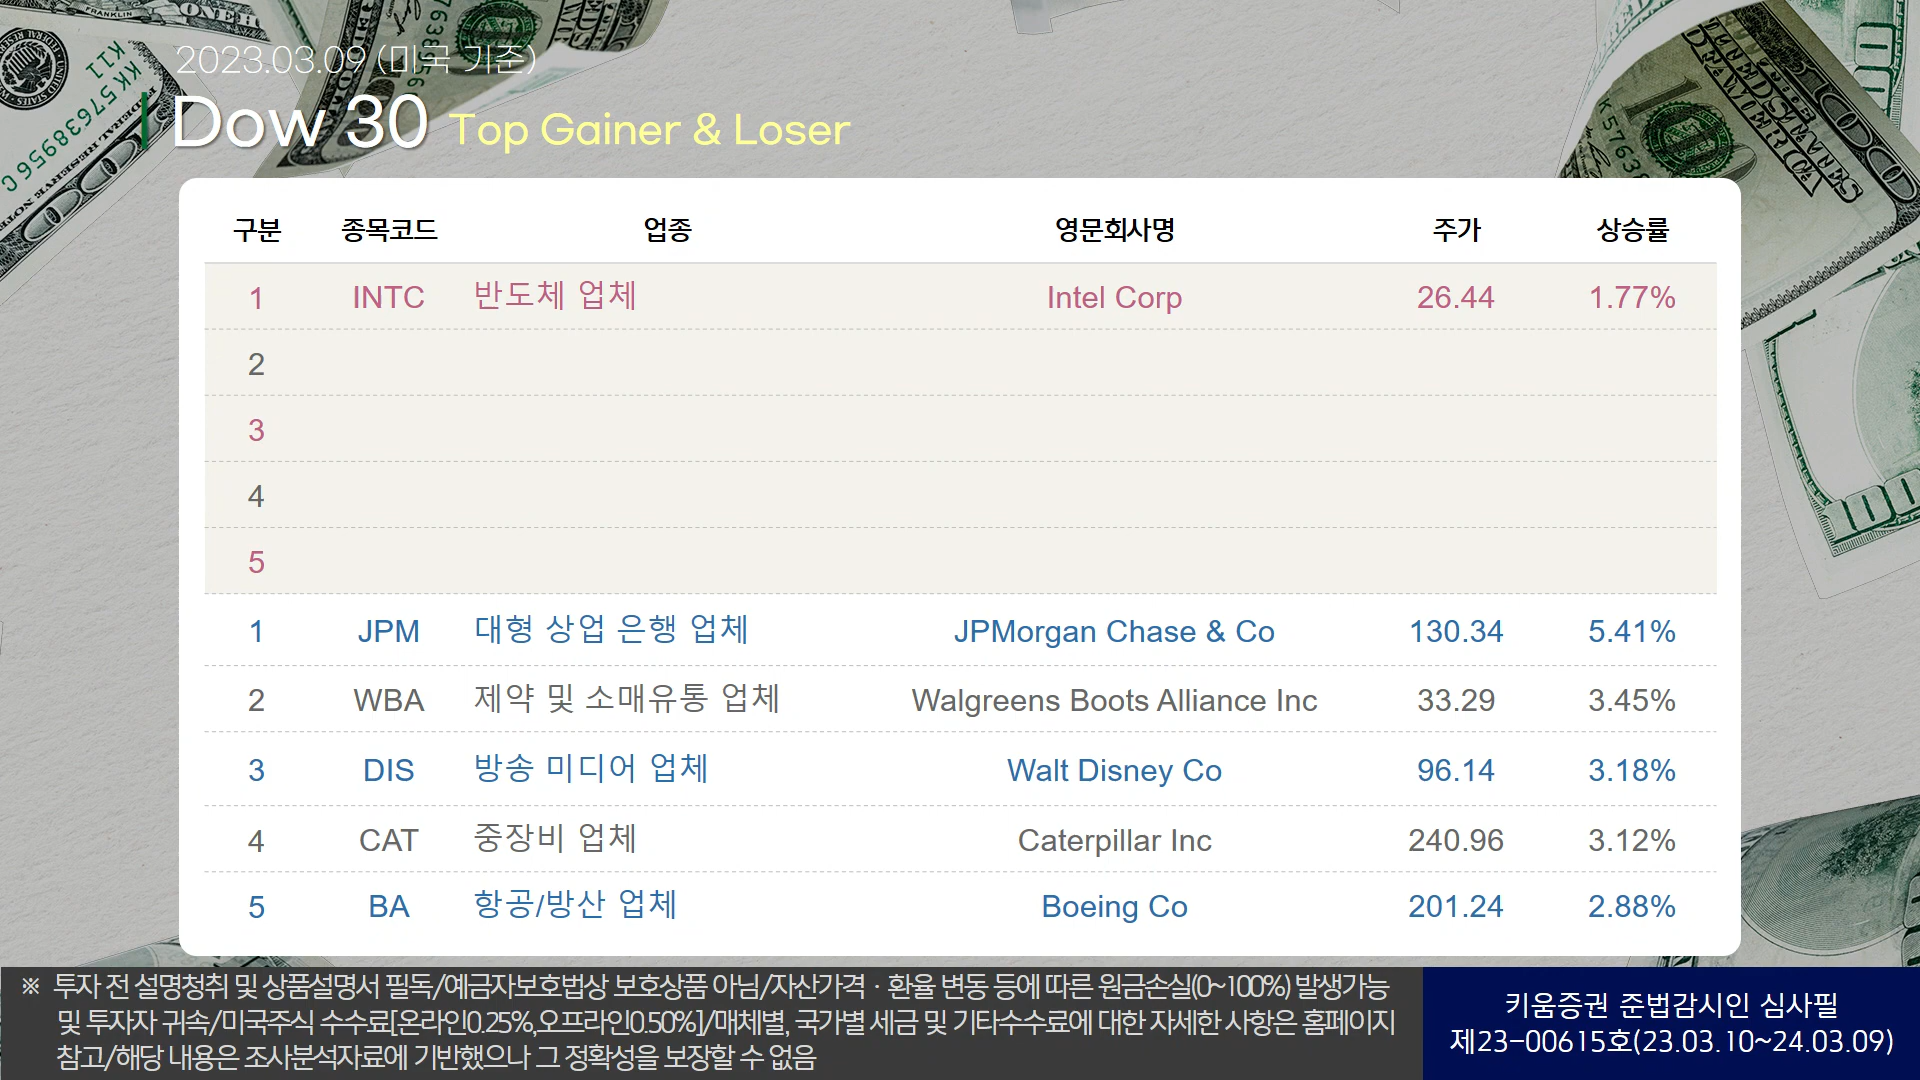 2023.03.09 (미국 기준)
Dow 30 Top Gainer & Loser
구분 종목코드 업종 영문회사명 주가 상승률
1 INTC 반도체 업체 Intel Corp 26.44 1.77%
2
3
4
5
1 JPM 대형 상업 은행 업체 JPMorgan Chase & Co 130.34 5.41%
2 WBA 제약 및 소매유통 업체 Walgreens Boots Alliance Inc 33.29 3.45%
3 DIS 방송 미디어 업체 Walt Disney Co 96.14 3.18%
4 CAT 중장비 업체 Caterpillar Inc 240.96 3.12%
5 BA 항공/방산 업체 Boeing Co 201.24 2.88%
※ 투자 전 설명청취 및 상품설명서 필독/예금자보호법상 보호상품 아님/자산가격 · 환율 변동 등에 따른 원금손실(0~100%) 발생가능
및 투자자 귀속/미국주식 수수료[온라인0.25%,오프라인0.50%]/매체별, 국가별 세금 및 기타수수료에 대한 자세한 사항은 홈페이지
참고/해당 내용은 조사분석자료에 기반했으나 그 정확성을 보장할 수 없음
키움증권 준법감시인 심사필
제23-00615호(23.03.10~24.03.09)